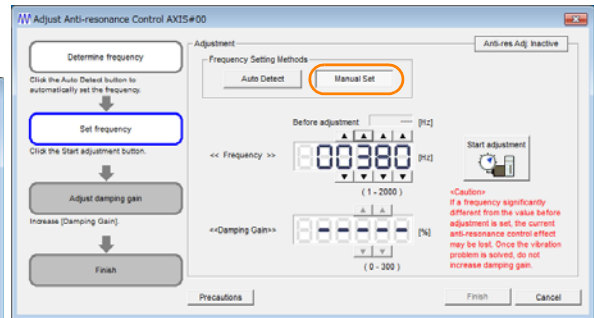 Adjust Anti-resonance Control AXIS#00
Determine frequency
Click the Auto Detect button to
automatically set the frequency.
Set frequency
Click the Start adjustment button.
Adjust damping gain
Increase [Damping Gain].
Finish
Adjustment
Anti-res Adj: Inactive
Frequency Setting Methods
Auto Detect
Manual Set
Before adjustment --- [Hz]
<< Frequency >> 00380 [Hz]
( 1 - 2000 )
Start adjustment
<<Damping Gain>> ----- [%]
( 0 - 300 )
<Caution>
If a frequency significantly
different from the value before
adjustment is set, the current
anti-resonance control effect
may be lost. Once the vibration
problem is solved, do not
increase damping gain.
Precautions
Finish
Cancel